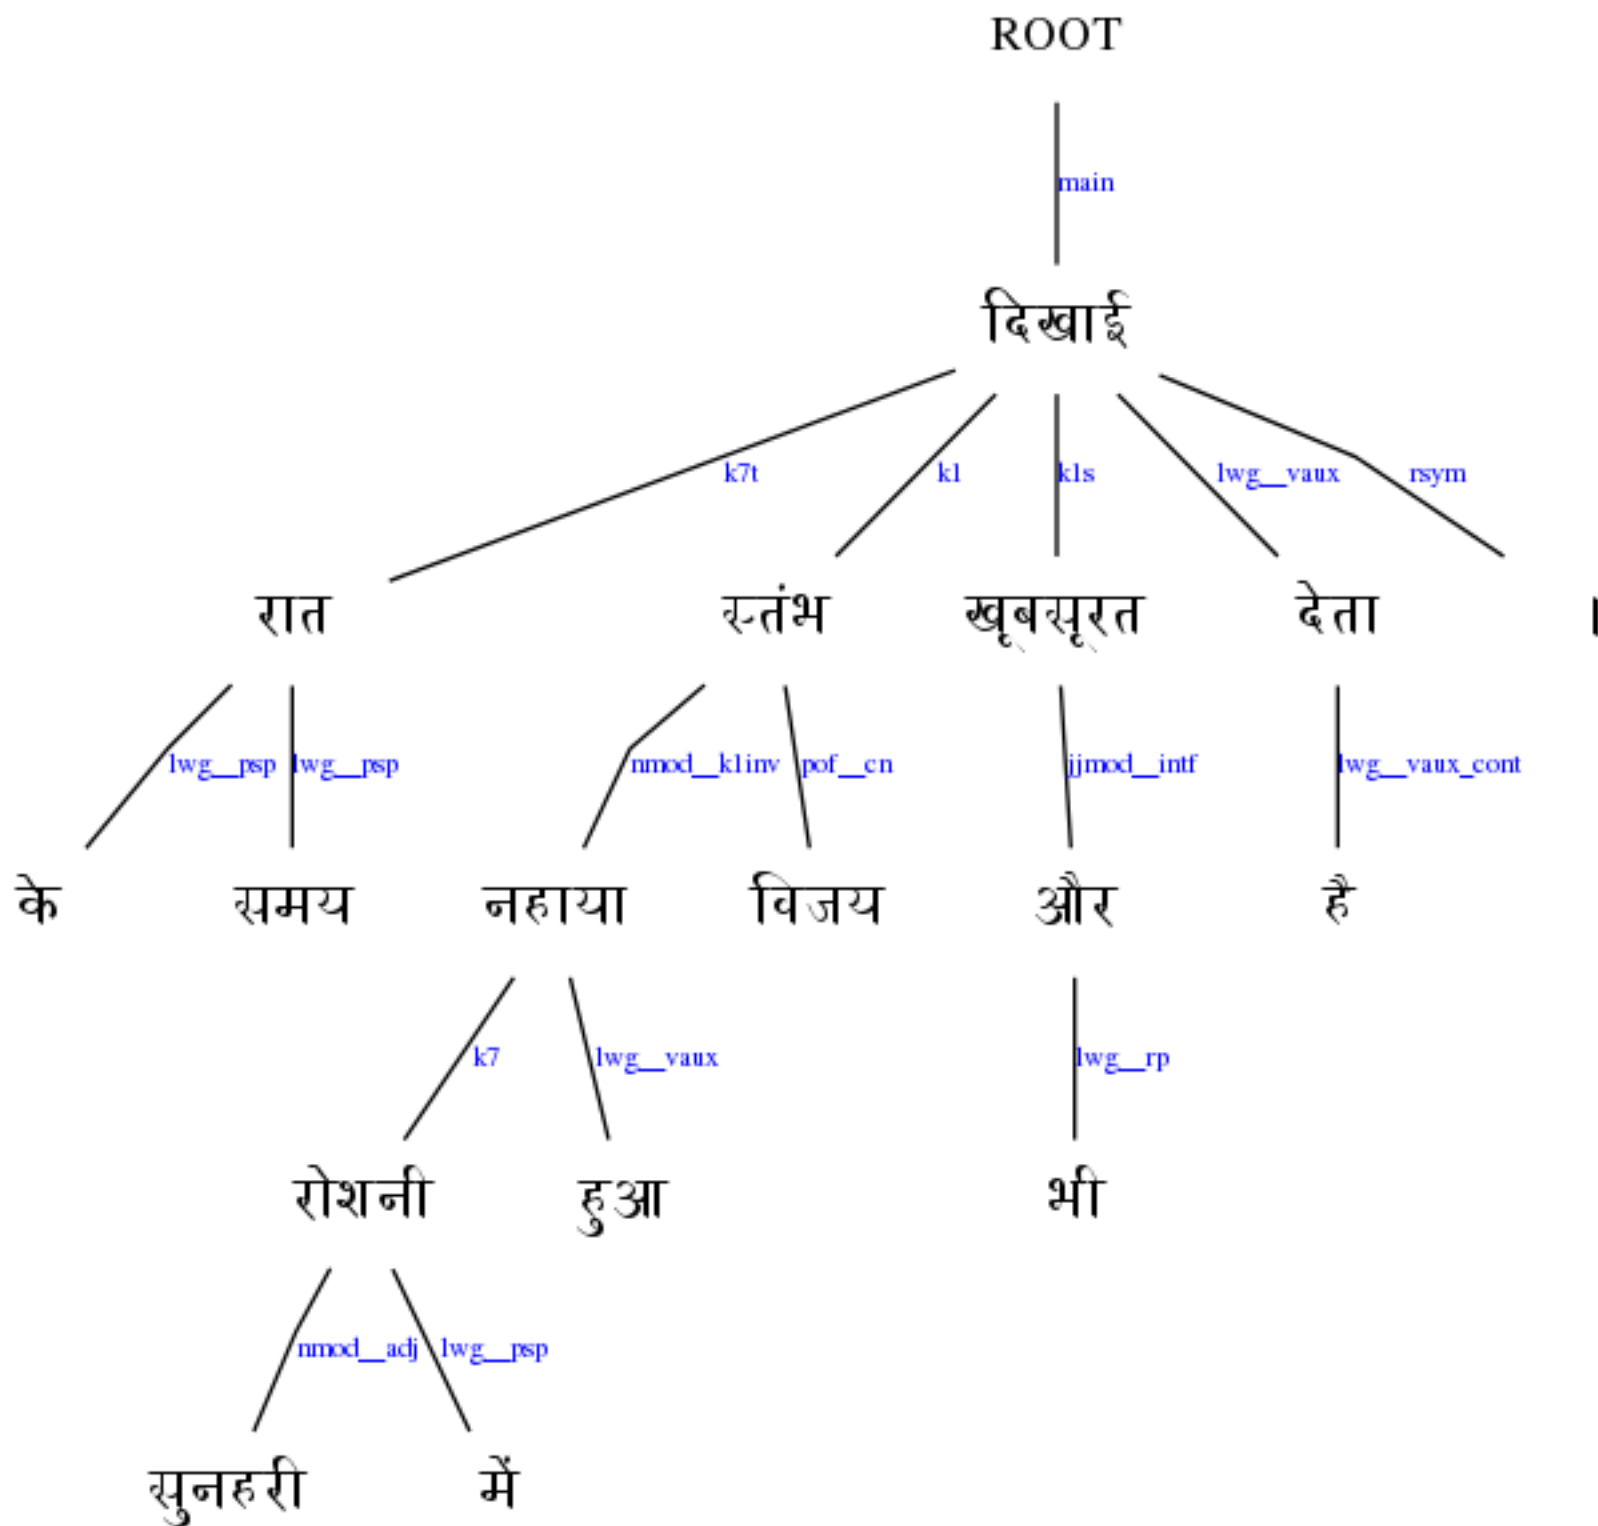 ROOT
main
दिखाई
k7t k1 k1s lwg__vaux rsym
रात स्तंभ खूबसूरत देता ।
lwg__psp lwg__psp nmod__k1inv pof__cn jjmod__intf lwg__vaux_cont
के समय नहाया विजय और है
k7 lwg__vaux lwg__rp
रोशनी हुआ भी
nmod__adj lwg__psp
सुनहरी में